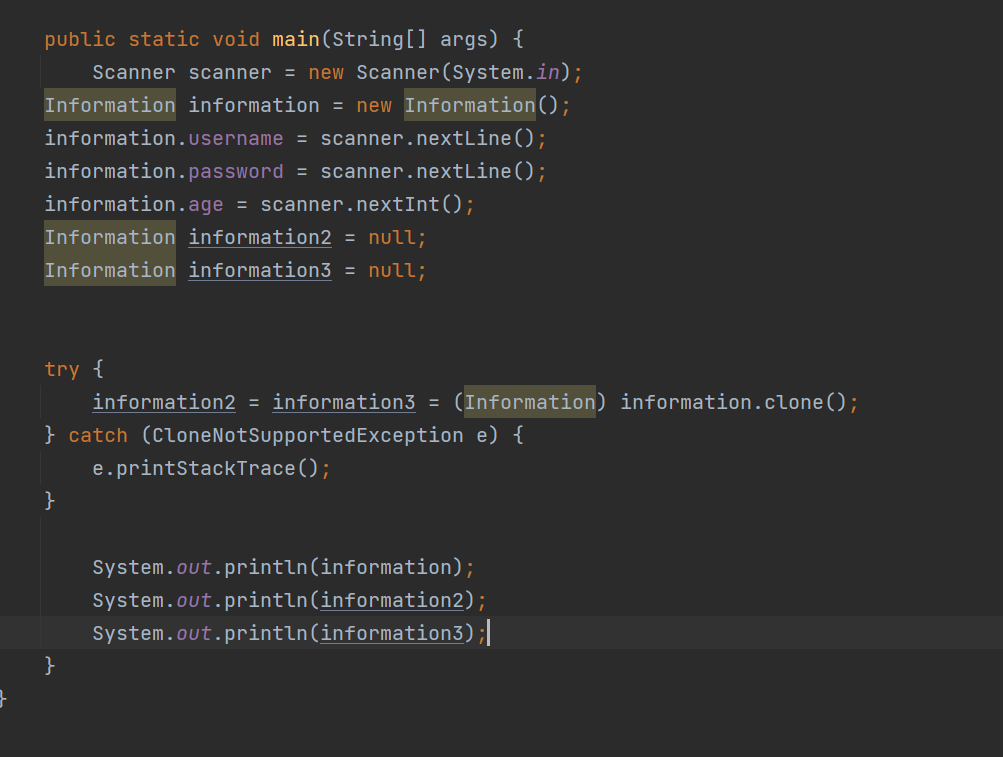 public static void main(String[] args) {
Scanner scanner = new Scanner(System.in);
Information information = new Information();
information.username = scanner.nextLine();
information.password = scanner.nextLine();
information.age = scanner.nextInt();
Information information2 = null;
Information information3 = null;
try {
information2 = information3 = (Information) information.clone();
} catch (CloneNotSupportedException e) {
e.printStackTrace();
}
System.out.println(information);
System.out.println(information2);
System.out.println(information3);
}
}